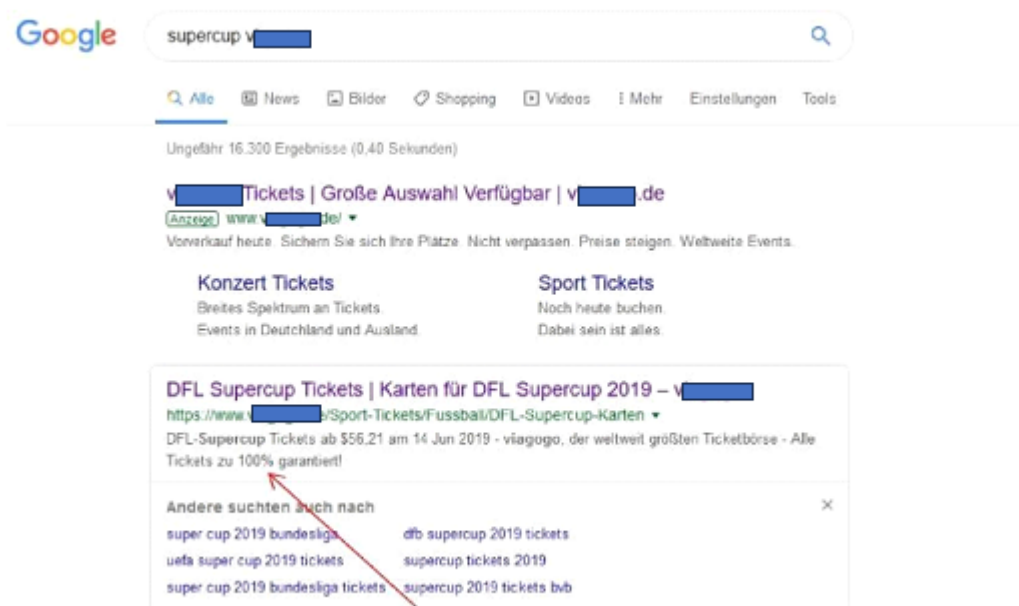 Google
supercup v
Alle News Bilder Shopping Videos Mehr Einstellungen Tools
Ungefähr 16.300 Ergebnisse (0,40 Sekunden)
v Tickets | Große Auswahl Verfügbar | v .de
Anzeige www.v de/
Vorverkauf heute. Sichern Sie sich Ihre Plätze. Nicht verpassen. Preise steigen. Weltweite Events.
Konzert Tickets
Breites Spektrum an Tickets
Events in Deutchland und Ausland.
Sport Tickets
Noch heute buchen.
Dabei sein ist alles.
DFL Supercup Tickets | Karten für DFL Supercup 2019 – v
https://www.v /Sport-Tickets/Fussball/DFL-Supercup-Karten
DFL-Supercup Tickets ab $56,21 am 14 Jun 2019 - viagogo, der weltweit größten Ticketbörse - Alle
Tickets zu 100% garantiert!
Andere suchten auch nach
super cup 2019 bundesliga
uefa super cup 2019 tickets
super cup 2019 bundesliga tickets
dfb supercup 2019 tickets
supercup tickets 2019
supercup 2019 tickets bvb